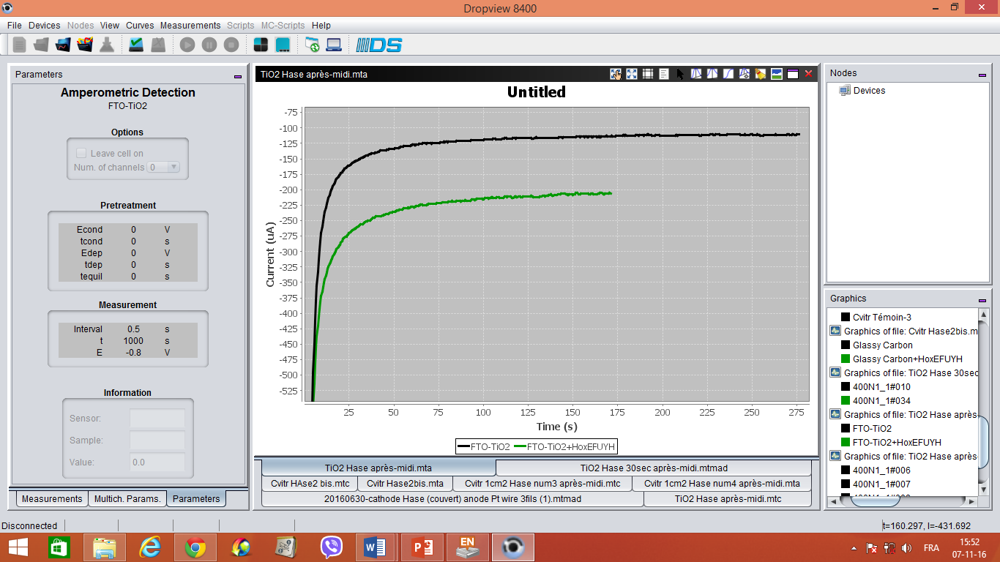 Dropview 8400
File Devices Nodes View Curves Measurements Scripts MC-Scripts Help
DS
Parameters
Amperometric Detection
FTO-TiO2
Options
Leave cell on
Num. of channels 0
Pretreatment
Econd 0 V
tcond 0 s
Edep 0 V
tdep 0 s
tequil 0 s
Measurement
Interval 0.5 s
t 1000 s
E -0.8 V
Information
Sensor:
Sample:
Value: 0.0
Measurements Multich. Params. Parameters
TiO2 Hase après-midi.mta
Untitled
Current (uA)
-75
-100
-125
-150
-175
-200
-225
-250
-275
-300
-325
-350
-375
-400
-425
-450
-475
-500
-525
25 50 75 100 125 150 175 200 225 250 275
Time (s)
FTO-TiO2 FTO-TiO2+HoxEFUYH
TiO2 Hase après-midi.mta TiO2 Hase 30sec après-midi.mtmad
Cvitr HAse2 bis.mtc Cvitr Hase2bis.mta Cvitr 1cm2 Hase num3 après-midi.mtc Cvitr 1cm2 Hase num4 après-midi.mta
20160630-cathode Hase (couvert) anode Pt wire 3fils (1).mtmad TiO2 Hase après-midi.mtc
Nodes
Devices
Graphics
Cvitr Témoin-3
Graphics of file: Cvitr Hase2bis.m
Glassy Carbon
Glassy Carbon+HoxEFUYH
Graphics of file: TiO2 Hase 30sec
400N1_1#010
400N1_1#034
Graphics of file: TiO2 Hase après-
FTO-TiO2
FTO-TiO2+HoxEFUYH
Graphics of file: TiO2 Hase après-
400N1_1#006
400N1_1#007
Disconnected
t=160.297, I=-431.692
W P EN FRA
15:52
07-11-16